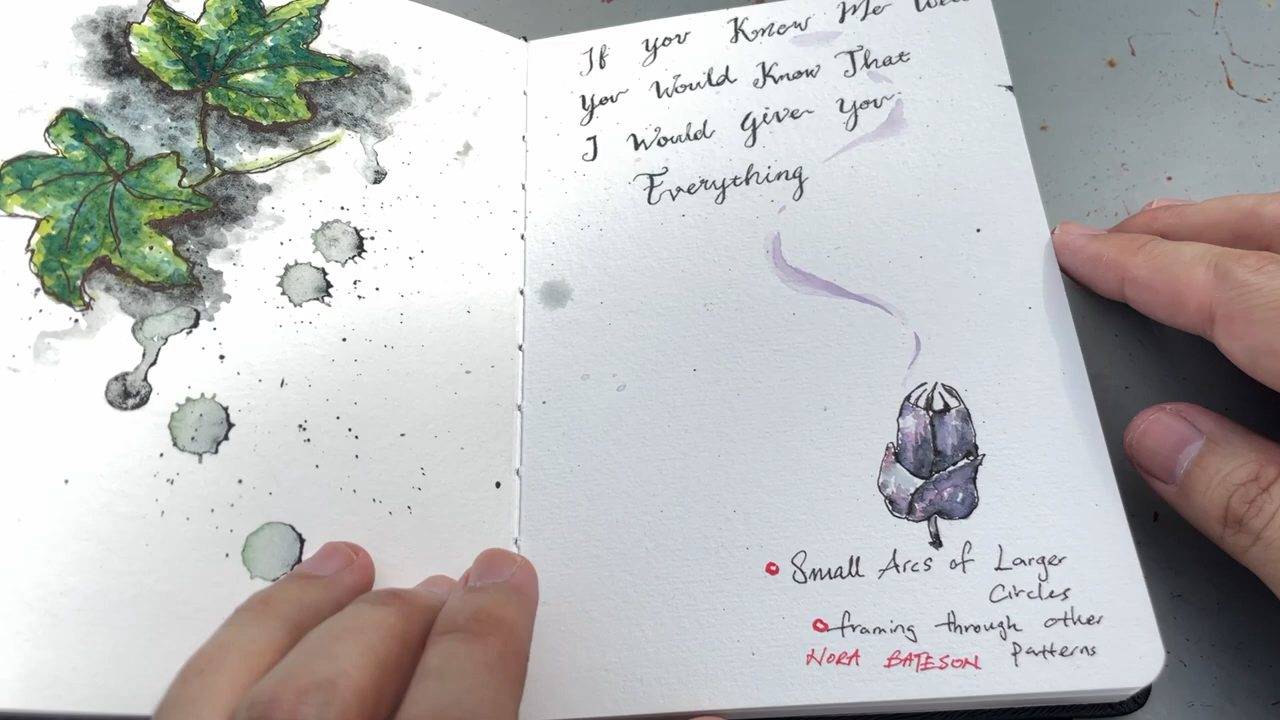 If You Know Me Well
You Would Know That
I Would Give You
Everything
Small Arcs of Larger
Circles
framing through other
Patterns
NORA BATESON